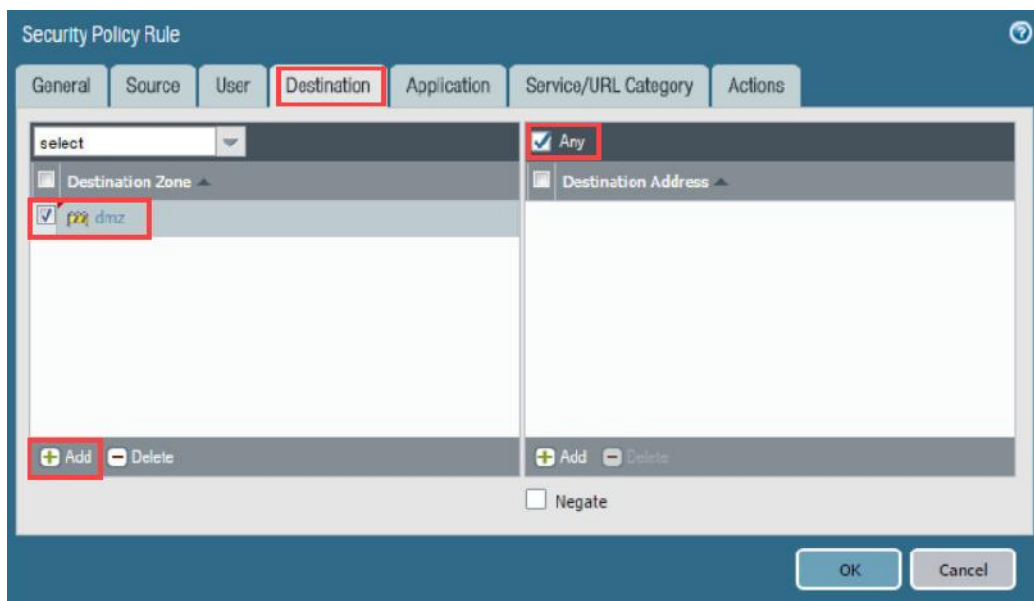 Security Policy Rule
General Source User Destination Application Service/URL Category Actions
select Any
Destination Zone Destination Address
dmz
Add Delete Add Delete
Negate
OK Cancel